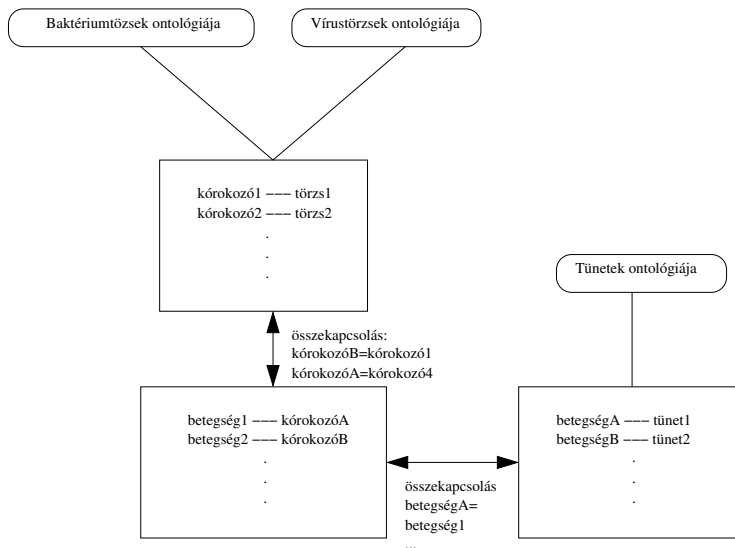 Baktériumtözsek ontológiája
Vírustörzsek ontológiája
kórokozó1 −−− törzs1
kórokozó2 −−− törzs2
.
.
.
Tünetek ontológiája
összekapcsolás:
kórokozóB=kórokozó1
kórokozóA=kórokozó4
betegség1 −−− kórokozóA
betegség2 −−− kórokozóB
.
.
.
betegségA −−− tünet1
betegségB −−− tünet2
.
.
.
összekapcsolás
betegségA=
betegség1
...